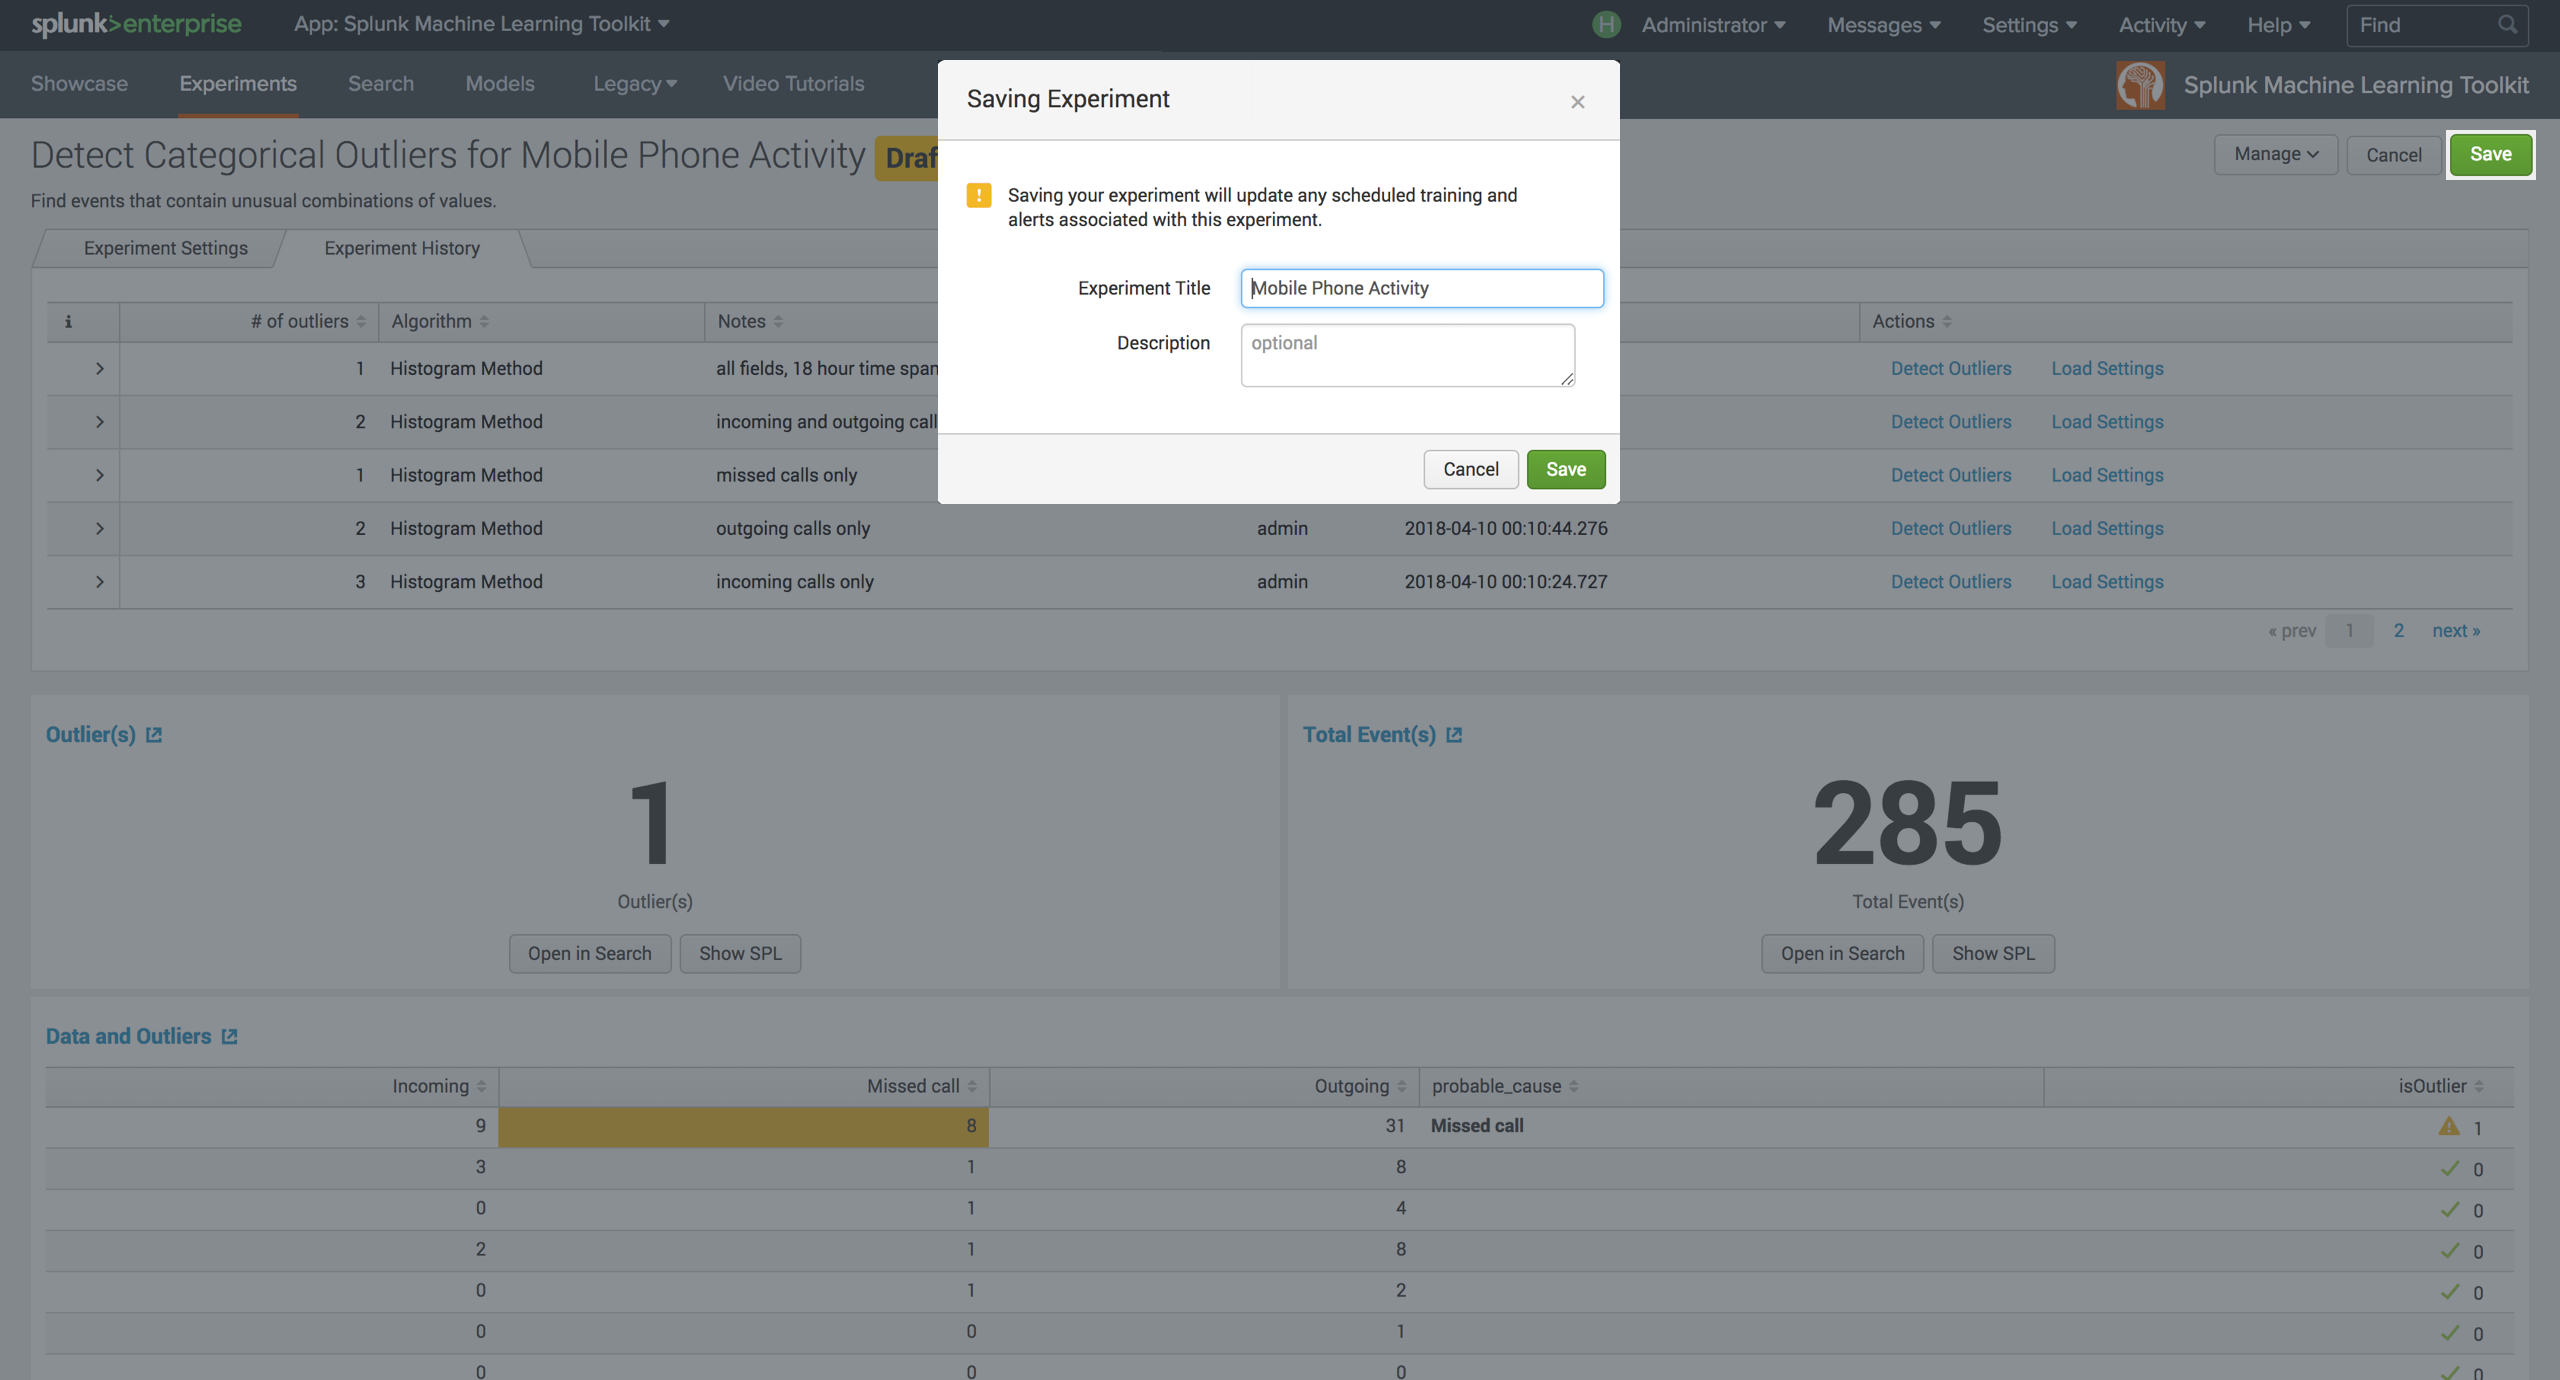 splunk>enterprise App: Splunk Machine Learning Toolkit H Administrator Messages Settings Activity Help Find
Showcase Experiments Search Models Legacy Video Tutorials Splunk Machine Learning Toolkit
Saving Experiment ×
Detect Categorical Outliers for Mobile Phone Activity Manage Cancel Save
Find events that contain unusual combinations of values.
! Saving your experiment will update any scheduled training and
alerts associated with this experiment.
Experiment Settings Experiment History
Experiment Title Mobile Phone Activity
Description optional
i # of outliers Algorithm Notes Actions
1 Histogram Method all fields, 18 hour time span Detect Outliers Load Settings
2 Histogram Method incoming and outgoing Detect Outliers Load Settings
Cancel Save
1 Histogram Method missed calls only Detect Outliers Load Settings
2 Histogram Method outgoing calls only admin 2018-04-10 00:10:44.276 Detect Outliers Load Settings
3 Histogram Method incoming calls only admin 2018-04-10 00:10:24.727 Detect Outliers Load Settings
« prev 1 2 next »
Outlier(s) Total Event(s)
1 285
Outlier(s) Total Event(s)
Open in Search Show SPL Open in Search Show SPL
Data and Outliers
Incoming Missed call Outgoing probable_cause isOutlier
9 8 31 Missed call 1
3 1 8 0
0 1 4 0
2 1 8 0
0 1 2 0
0 0 1 0
0 0 0 0